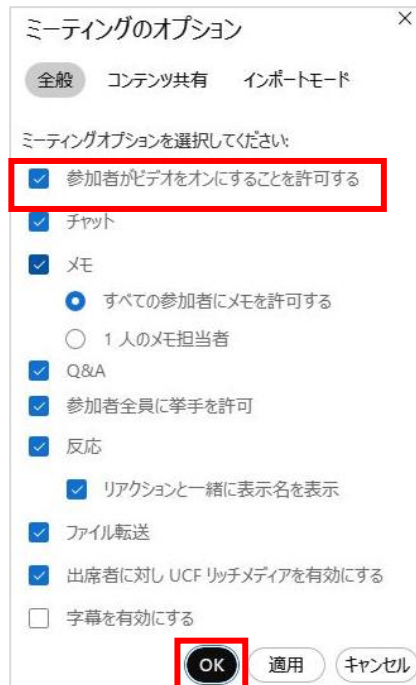 ミーティングのオプション
全般 コンテンツ共有 インポートモード
ミーティングオプションを選択してください:
参加者がビデオをオンにすることを許可する
チャット
メモ
すべての参加者にメモを許可する
1 人のメモ担当者
Q&A
参加者全員に挙手を許可
反応
リアクションと一緒に表示名を表示
ファイル転送
出席者に対し UCF リッチメディアを有効にする
字幕を有効にする
OK 適用 キャンセル